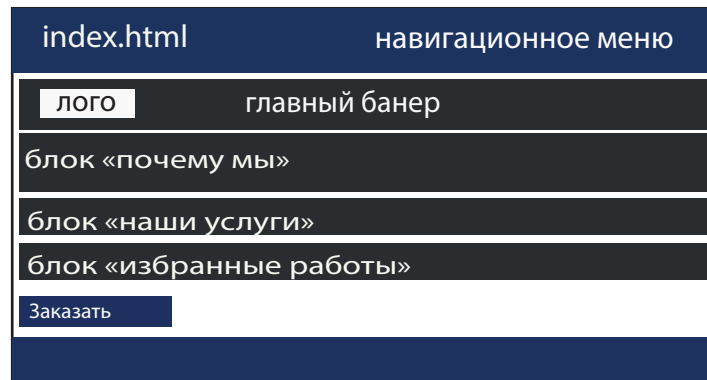 index.html навигационное меню
лого главный банер
блок «почему мы»
блок «наши услуги»
блок «избранные работы»
Заказать